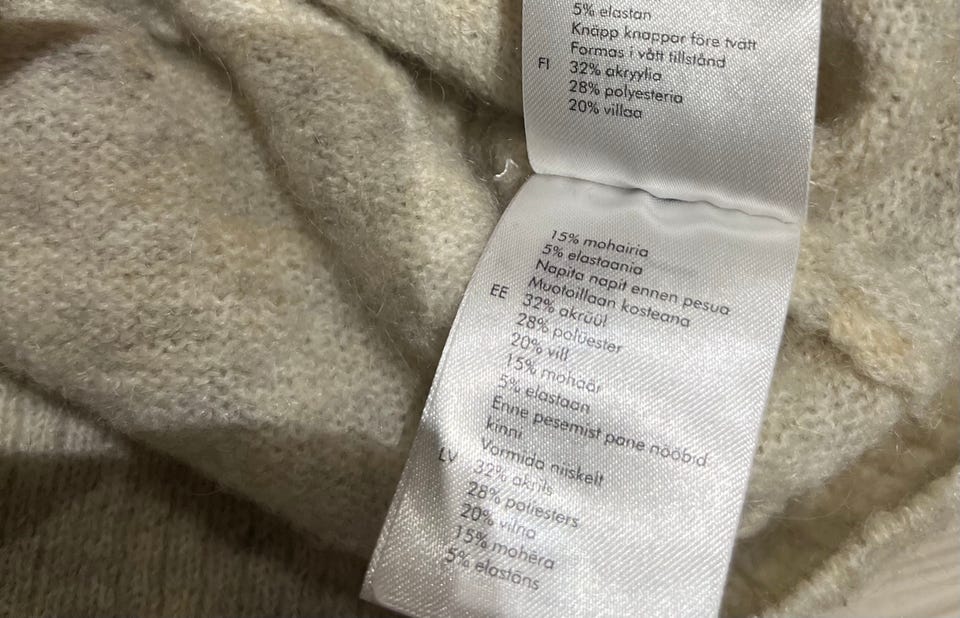 5% elastan
Knäpp knappar före tvätt
Formas i vått tillstånd
FI 32% akryylia
28% polyesteria
20% villaa
15% mohairia
5% elastaania
Napita napit ennen pesua
Muotoillaan kosteana
EE 32% akrüül
28% polüester
20% vill
15% mohäär
5% elastaan
Enne pesemist pane nööbid
kinni
Vormida niiskelt
LV 32% akrils
28% poliesters
20% vilna
15% mohēra
5% elastāns